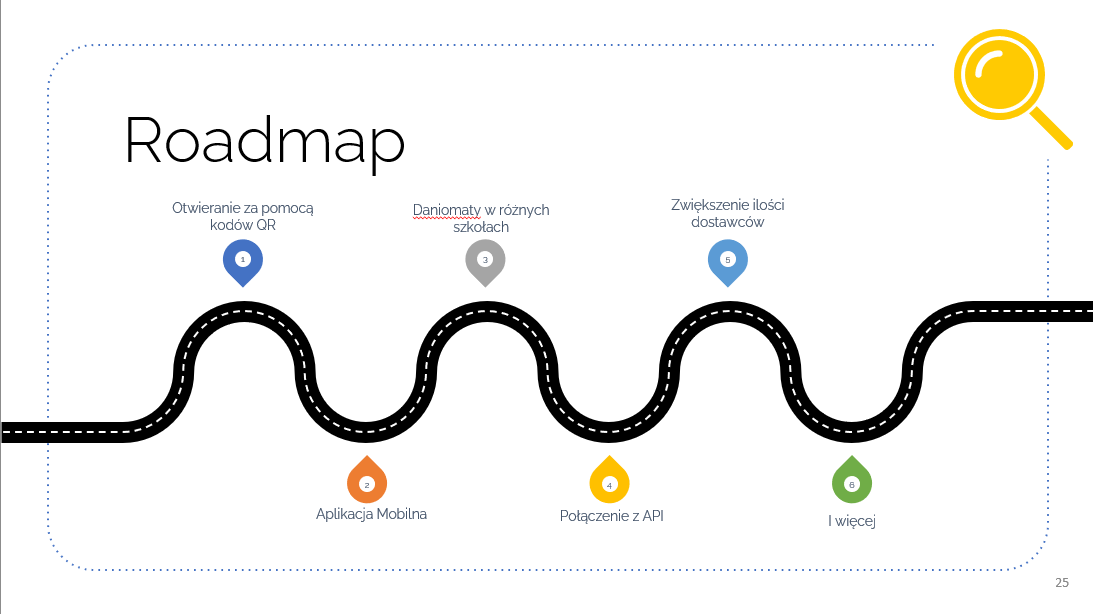 Roadmap
Otwieranie za pomocą
kodów QR
Daniomaty w różnych
szkołach
Zwiększenie ilości
dostawców
1
3
5
2
4
6
Aplikacja Mobilna
Połączenie z API
I więcej
25